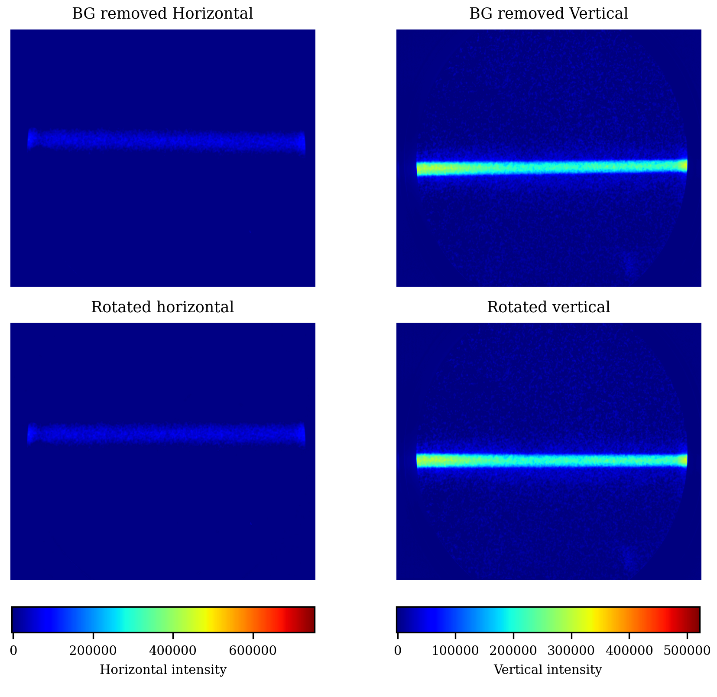 BG removed Horizontal
BG removed Vertical
Rotated horizontal
Rotated vertical
0 200000 400000 600000
Horizontal intensity
0 100000 200000 300000 400000 500000
Vertical intensity